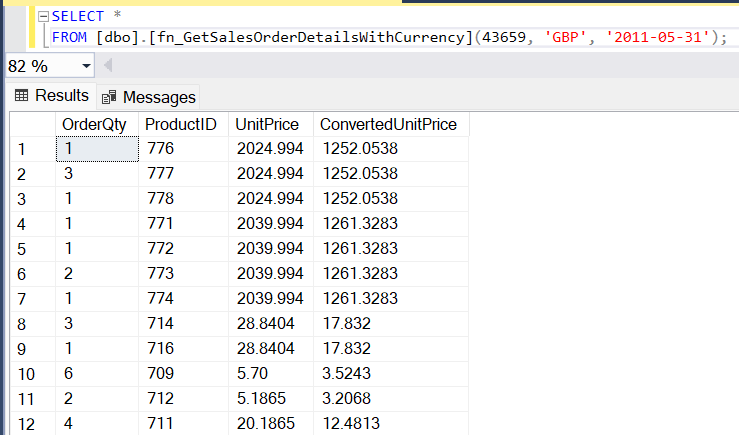 SELECT *
FROM [dbo].[fn_GetSalesOrderDetailsWithCurrency](43659, 'GBP', '2011-05-31');
82 %
Results Messages
OrderQty ProductID UnitPrice ConvertedUnitPrice
1 1 776 2024.994 1252.0538
2 3 777 2024.994 1252.0538
3 1 778 2024.994 1252.0538
4 1 771 2039.994 1261.3283
5 1 772 2039.994 1261.3283
6 2 773 2039.994 1261.3283
7 1 774 2039.994 1261.3283
8 3 714 28.8404 17.832
9 1 716 28.8404 17.832
10 6 709 5.70 3.5243
11 2 712 5.1865 3.2068
12 4 711 20.1865 12.4813